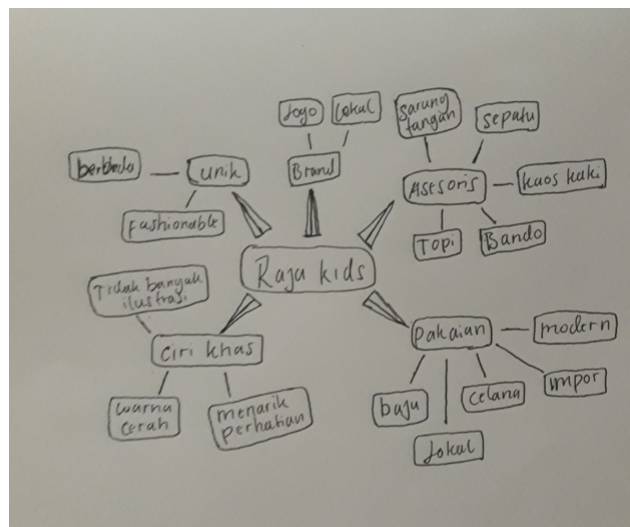 Logo
Lokal
Sarung
tangan
sepatu
berbeda
unik
Brand
Asesoris
kaos kaki
Fashionable
Topi
Bando
Raja kids
Tidak banyak
ilustrasi
Ciri khas
pakaian
modern
warna
cerah
menarik
perhatian
baju
celana
impor
Lokal